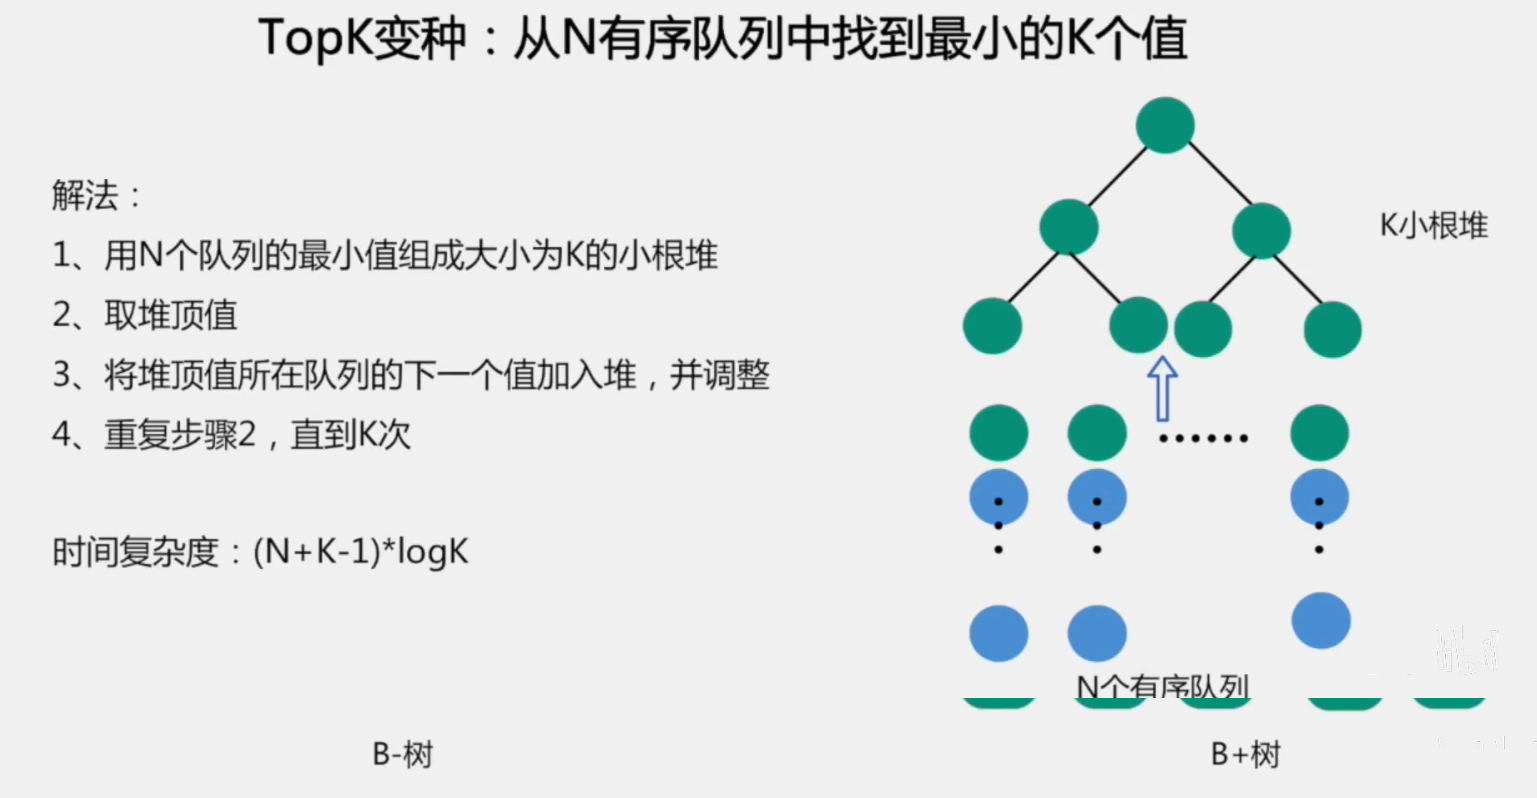 TopK变种：从N有序队列中找到最小的K个值
解法：
1、用N个队列的最小值组成大小为K的小根堆
2、取堆顶值
3、将堆顶值所在队列的下一个值加入堆，并调整
4、重复步骤2，直到K次
时间复杂度：(N+K-1)*logK
K小根堆
N个有序队列
B-树
B+树